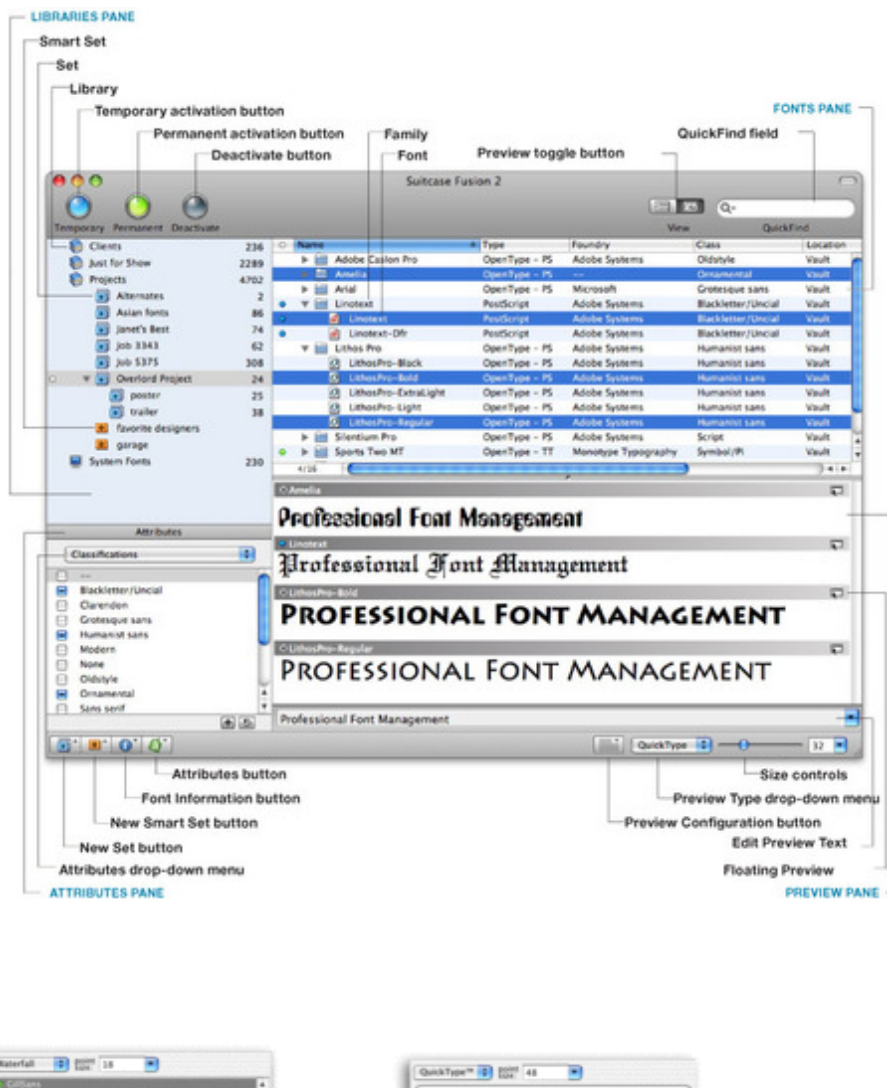 LIBRARIES PANE
Smart Set
Set
Library
Temporary activation button
FONTS PANE
Permanent activation button
Family
QuickFind field
Deactivate button
Font
Preview toggle button
Suitcase Fusion 2
Temporary Permanent Deactivate
View
QuickFind
Clients 236
Just for Show 2289
Projects 4702
Alternates 2
Asian fonts 86
Janet's Best 74
job 3343 62
job 5375 308
Overlord Project 24
poster 25
trailer 38
favorite designers
garage
System Fonts 230
Name Type Foundry Class Location
Adobe Caslon Pro OpenType - PS Adobe Systems Oldstyle Vault
Amelia OpenType - PS -- Ornamental Vault
Arial OpenType - PS Microsoft Grotesque sans Vault
Linotext PostScript Adobe Systems Blackletter/Uncial Vault
Linotext PostScript Adobe Systems Blackletter/Uncial Vault
Linotext-Dfr PostScript Adobe Systems Blackletter/Uncial Vault
Lithos Pro OpenType - PS Adobe Systems Humanist sans Vault
LithosPro-Black OpenType - PS Adobe Systems Humanist sans Vault
LithosPro-Bold OpenType - PS Adobe Systems Humanist sans Vault
LithosPro-ExtraLight OpenType - PS Adobe Systems Humanist sans Vault
LithosPro-Light OpenType - PS Adobe Systems Humanist sans Vault
LithosPro-Regular OpenType - PS Adobe Systems Humanist sans Vault
Silentium Pro OpenType - PS Adobe Systems Script Vault
Sports Two MT OpenType - TT Monotype Typography Symbol/Pi Vault
4/16
Amelia
Professional Font Management
Linotext
Professional Font Management
LithosPro-Bold
PROFESSIONAL FONT MANAGEMENT
LithosPro-Regular
PROFESSIONAL FONT MANAGEMENT
Professional Font Management
Attributes
Classifications
--
Blackletter/Uncial
Clarendon
Grotesque sans
Humanist sans
Modern
None
Oldstyle
Ornamental
Sans serif
QuickType 32
Attributes button
Size controls
Font Information button
Preview Type drop-down menu
New Smart Set button
Preview Configuration button
New Set button
Edit Preview Text
Attributes drop-down menu
Floating Preview
ATTRIBUTES PANE
PREVIEW PANE
Waterfall point size: 18
GillSans
QuickType™ point size: 48